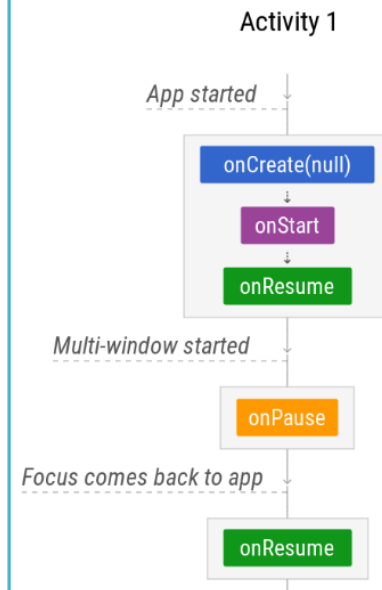 Activity 1
App started
onCreate(null)
onStart
onResume
Multi-window started
onPause
Focus comes back to app
onResume